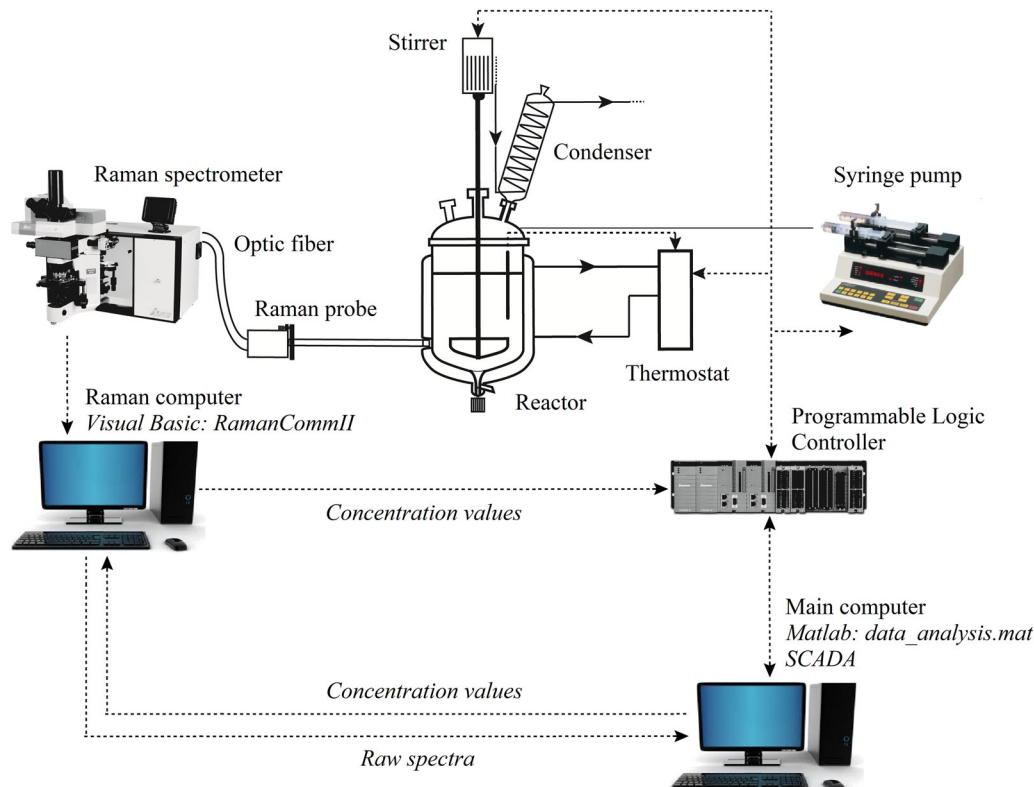 Stirrer
Condenser
Raman spectrometer
Syringe pump
Optic fiber
Raman probe
Thermostat
Reactor
Raman computer
Visual Basic: RamanCommII
Programmable Logic
Controller
Concentration values
Main computer
Matlab: data_analysis.mat
SCADA
Concentration values
Raw spectra